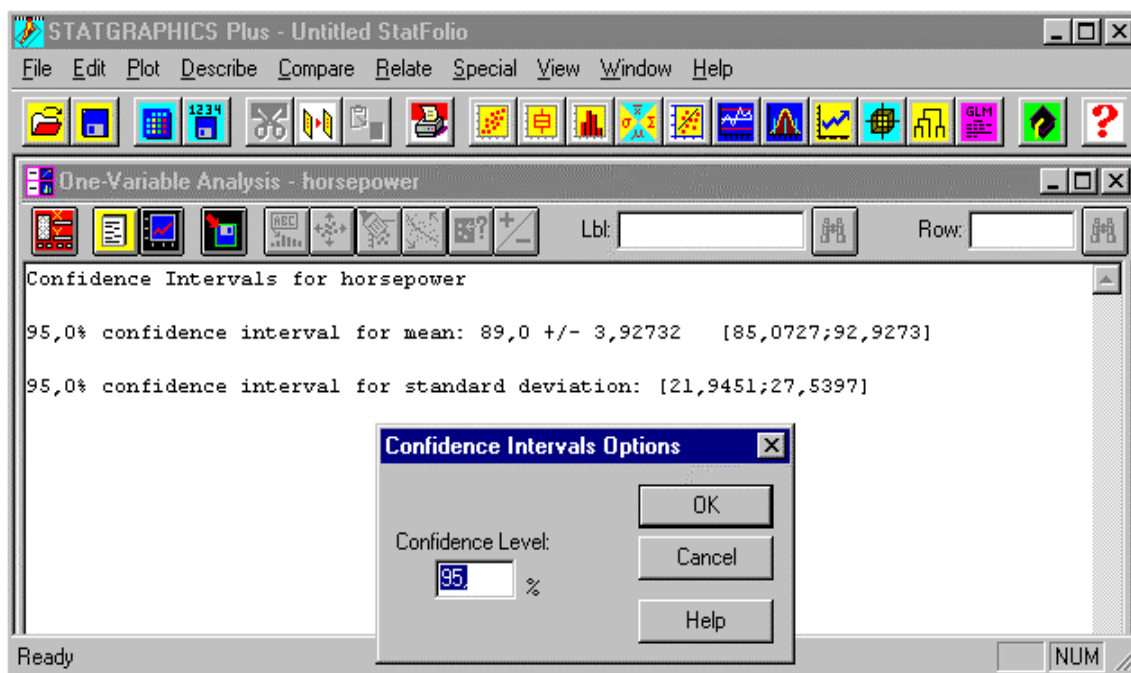 STATGRAPHICS Plus - Untitled StatFolio
File Edit Plot Describe Compare Relate Special View Window Help
1234
GLM
One-Variable Analysis - horsepower
Lbl: Row:
Confidence Intervals for horsepower
95,0% confidence interval for mean: 89,0 +/- 3,92732 [85,0727;92,9273]
95,0% confidence interval for standard deviation: [21,9451;27,5397]
Confidence Intervals Options
OK
Confidence Level:
Cancel
95, %
Help
Ready NUM